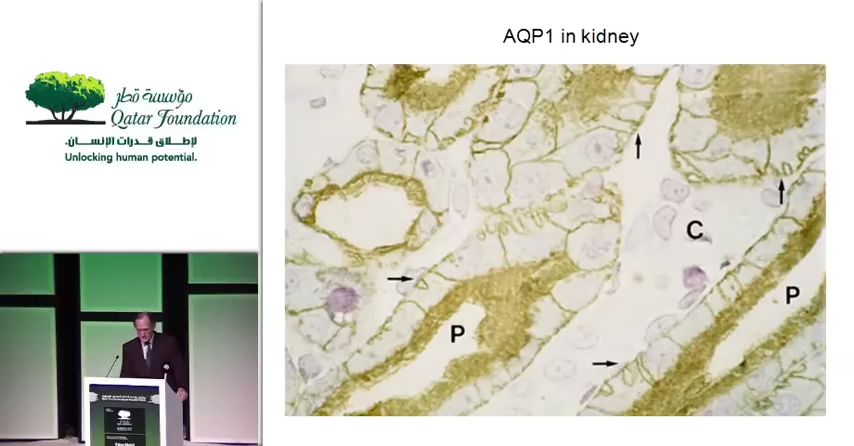 مؤسسة قطر
Qatar Foundation
لإطلاق قدرات الإنسان.
Unlocking human potential.
AQP1 in kidney
C
P
P